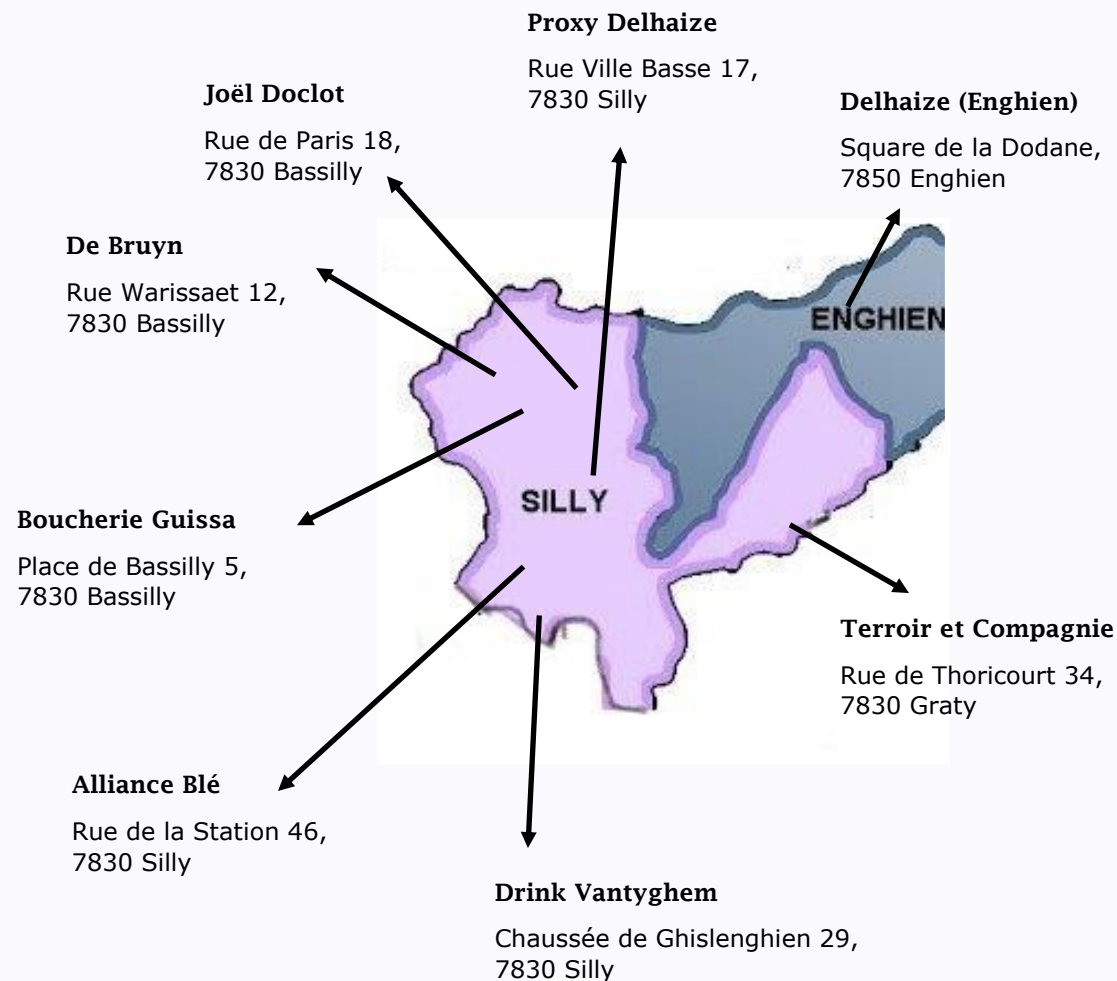 Proxy Delhaize
Rue Ville Basse 17,
7830 Silly
Joël Doclot
Rue de Paris 18,
7830 Bassilly
Delhaize (Enghien)
Square de la Dodane,
7850 Enghien
De Bruyn
Rue Warissaet 12,
7830 Bassilly
ENGHIEN
SILLY
Boucherie Guissa
Place de Bassilly 5,
7830 Bassilly
Terroir et Compagnie
Rue de Thoricourt 34,
7830 Graty
Alliance Blé
Rue de la Station 46,
7830 Silly
Drink Vantyghem
Chaussée de Ghislenghien 29,
7830 Silly